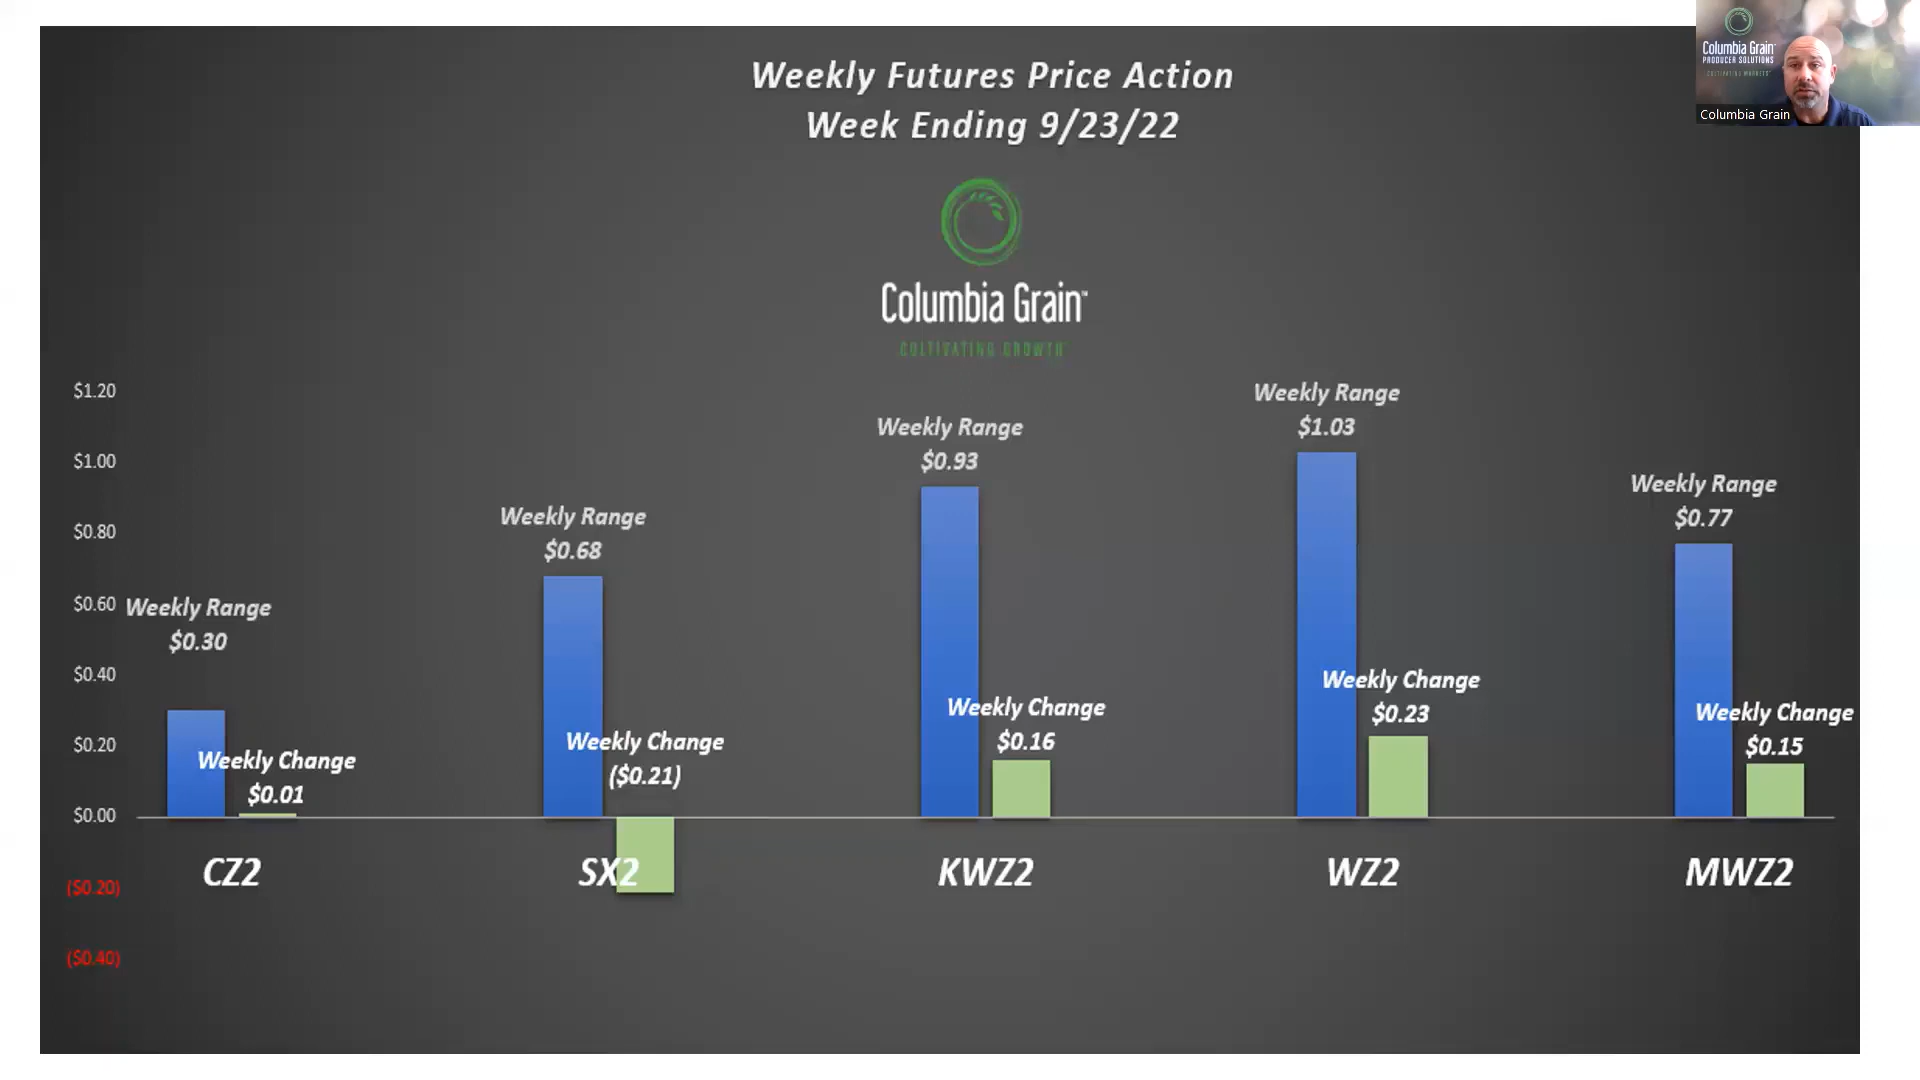 Weekly Futures Price Action
Week Ending 9/23/22
Columbia Grain
PRODUCER SOLUTIONS
Columbia Grain
Columbia Grain™
CULTIVATING GROWTH
$1.20
$1.00
$0.80
$0.60
$0.40
$0.20
$0.00
($0.20)
($0.40)
Weekly Range
$0.30
Weekly Change
$0.01
CZ2
Weekly Range
$0.68
Weekly Change
($0.21)
SX2
Weekly Range
$0.93
Weekly Change
$0.16
KWZ2
Weekly Range
$1.03
Weekly Change
$0.23
WZ2
Weekly Range
$0.77
Weekly Change
$0.15
MWZ2